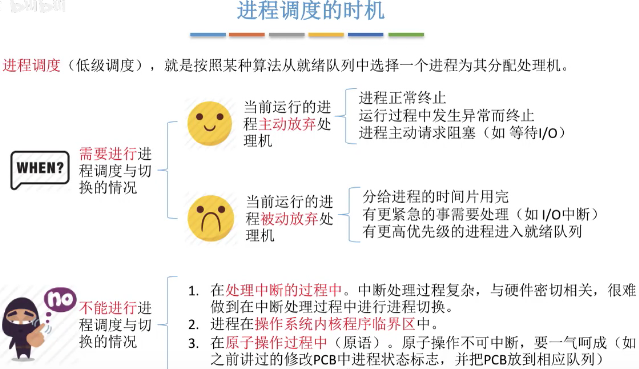 bilibili
进程调度的时机
进程调度（低级调度），就是按照某种算法从就绪队列中选择一个进程为其分配处理机。
WHEN?
需要进行进
程调度与切
换的情况
当前运行的进
程主动放弃处
理机
进程正常终止
运行过程中发生异常而终止
进程主动请求阻塞（如 等待I/O）
当前运行的进
程被动放弃处
理机
分给进程的时间片用完
有更紧急的事需要处理（如 I/O中断）
有更高优先级的进程进入就绪队列
no
不能进行进
程调度与切
换的情况
1. 在处理中断的过程中。中断处理过程复杂，与硬件密切相关，很难
做到在中断处理过程中进行进程切换。
2. 进程在操作系统内核程序临界区中。
3. 在原子操作过程中（原语）。原子操作不可中断，要一气呵成（如
之前讲过的修改PCB中进程状态标志，并把PCB放到相应队列）